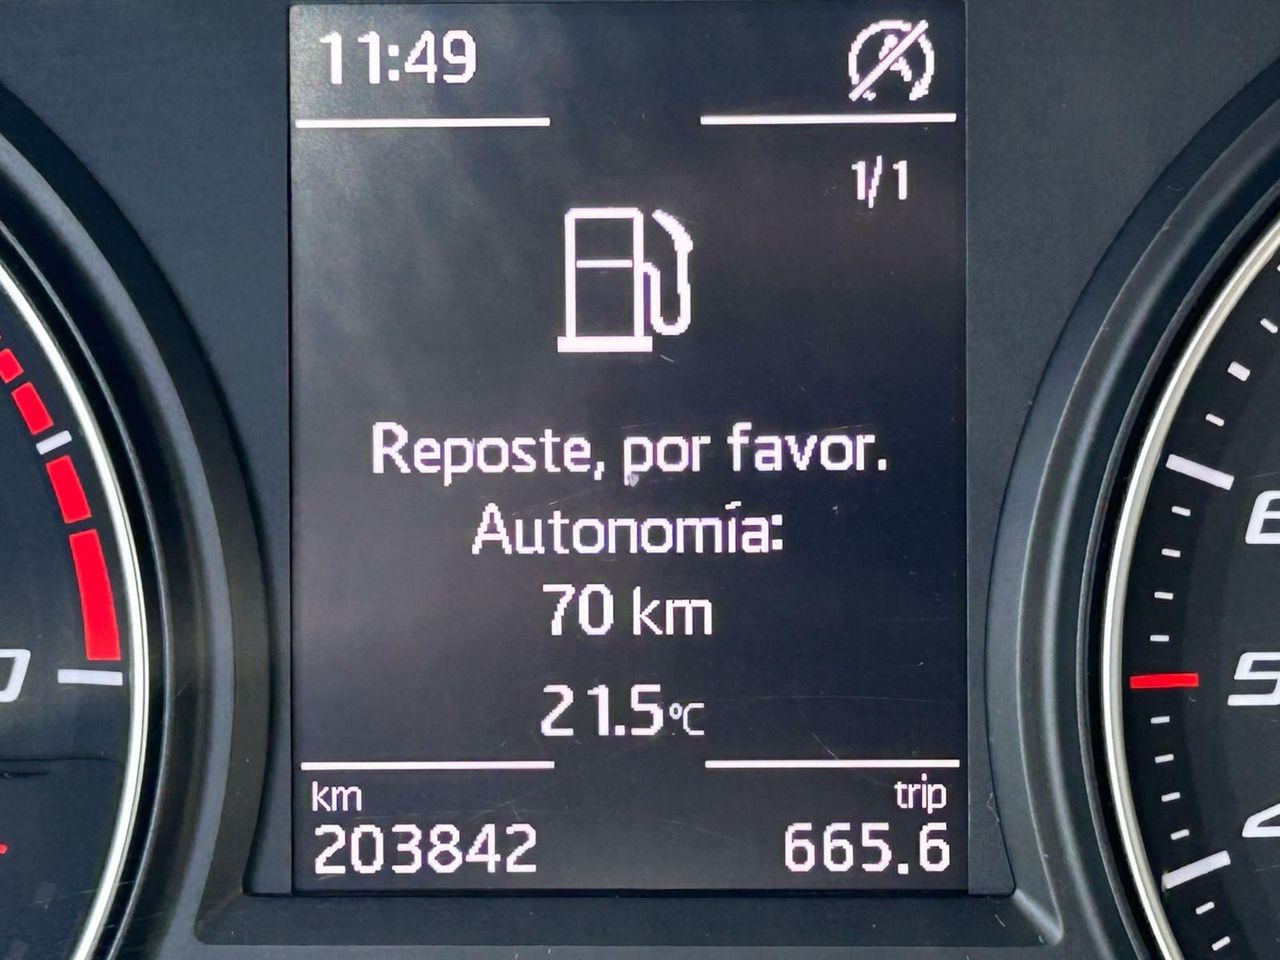 11:49
1/1
Reposte, por favor.
Autonomía:
70 km
21.5°C
km
trip
203842
665.6